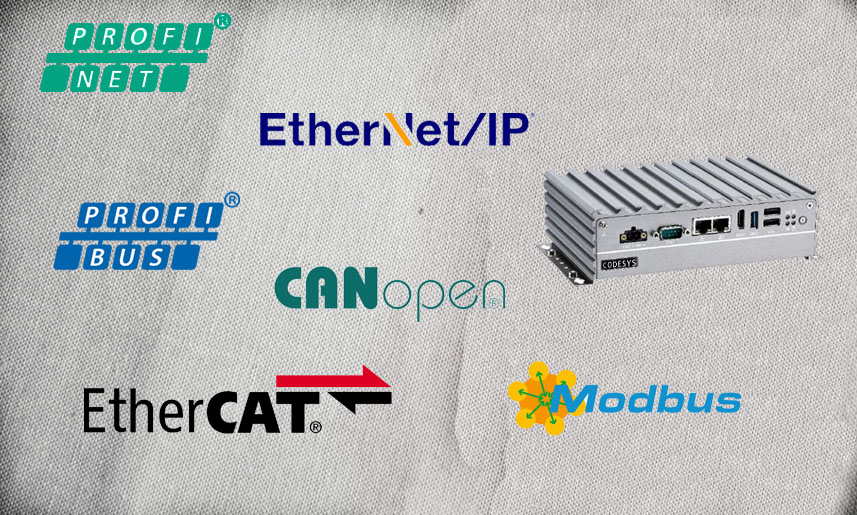 PROFI®
NET
EtherNet/IP
PROFI®
BUS
CODESYS
CANopen®
EtherCAT®
Modbus